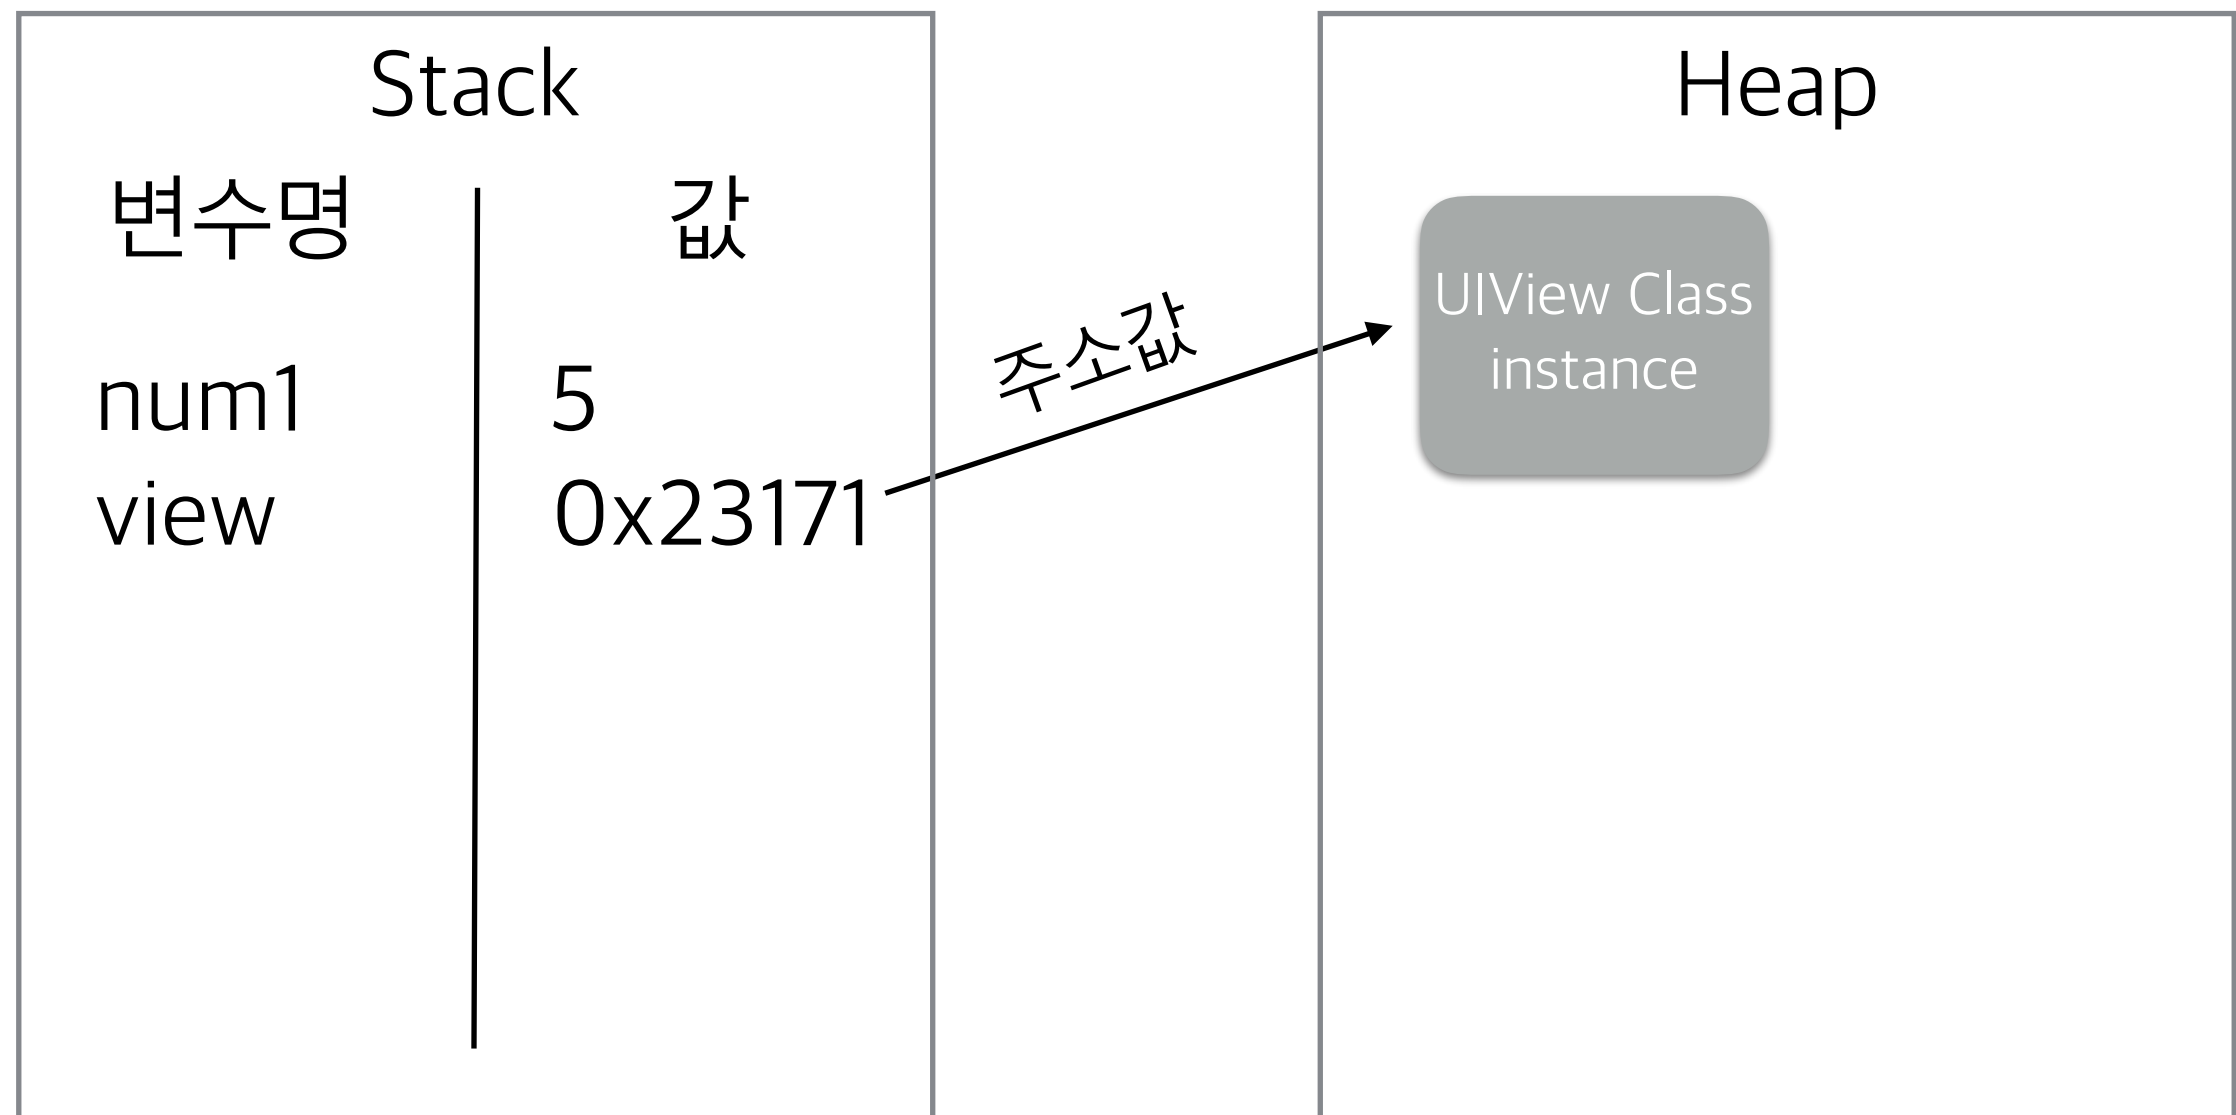 Stack
변수명 값
num1 5
view 0x23171
주소값
Heap
UIView Class
instance